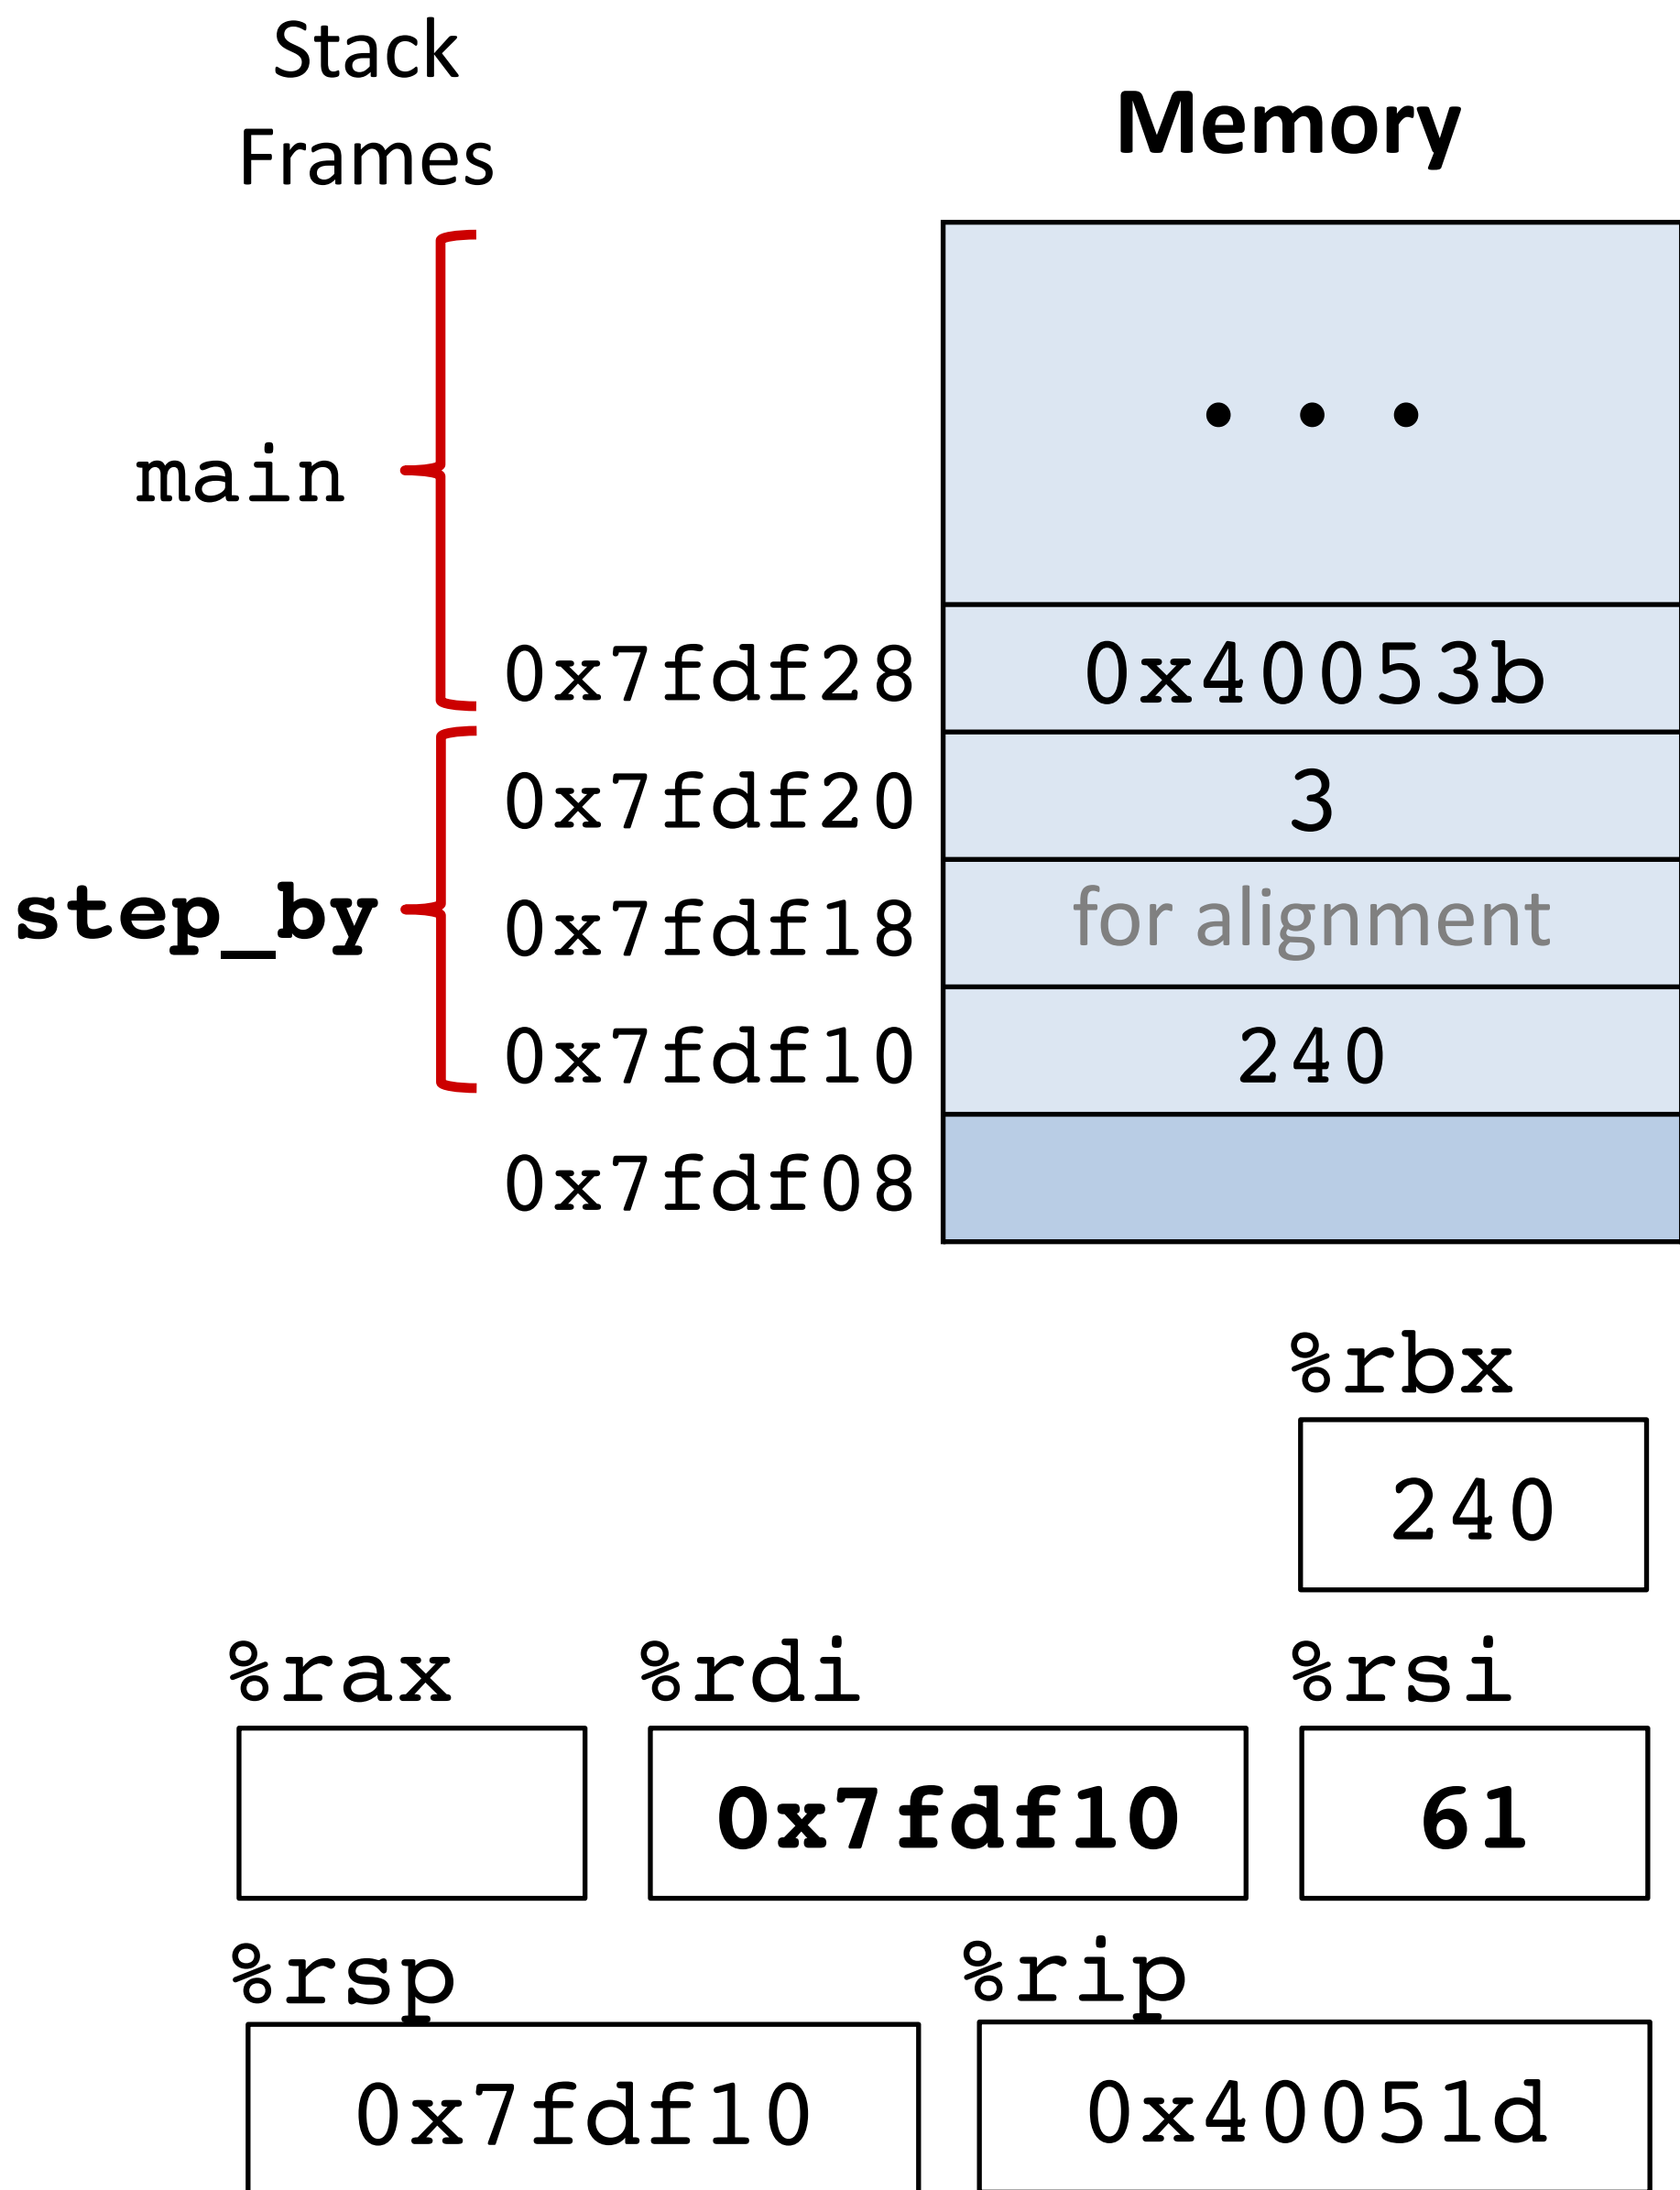 Stack
Frames
Memory
• • •
main
0x7fdf28 0x40053b
0x7fdf20 3
step_by 0x7fdf18 for alignment
0x7fdf10 240
0x7fdf08
%rbx
240
%rax %rdi %rsi
0x7fdf10 61
%rsp %rip
0x7fdf10 0x40051d